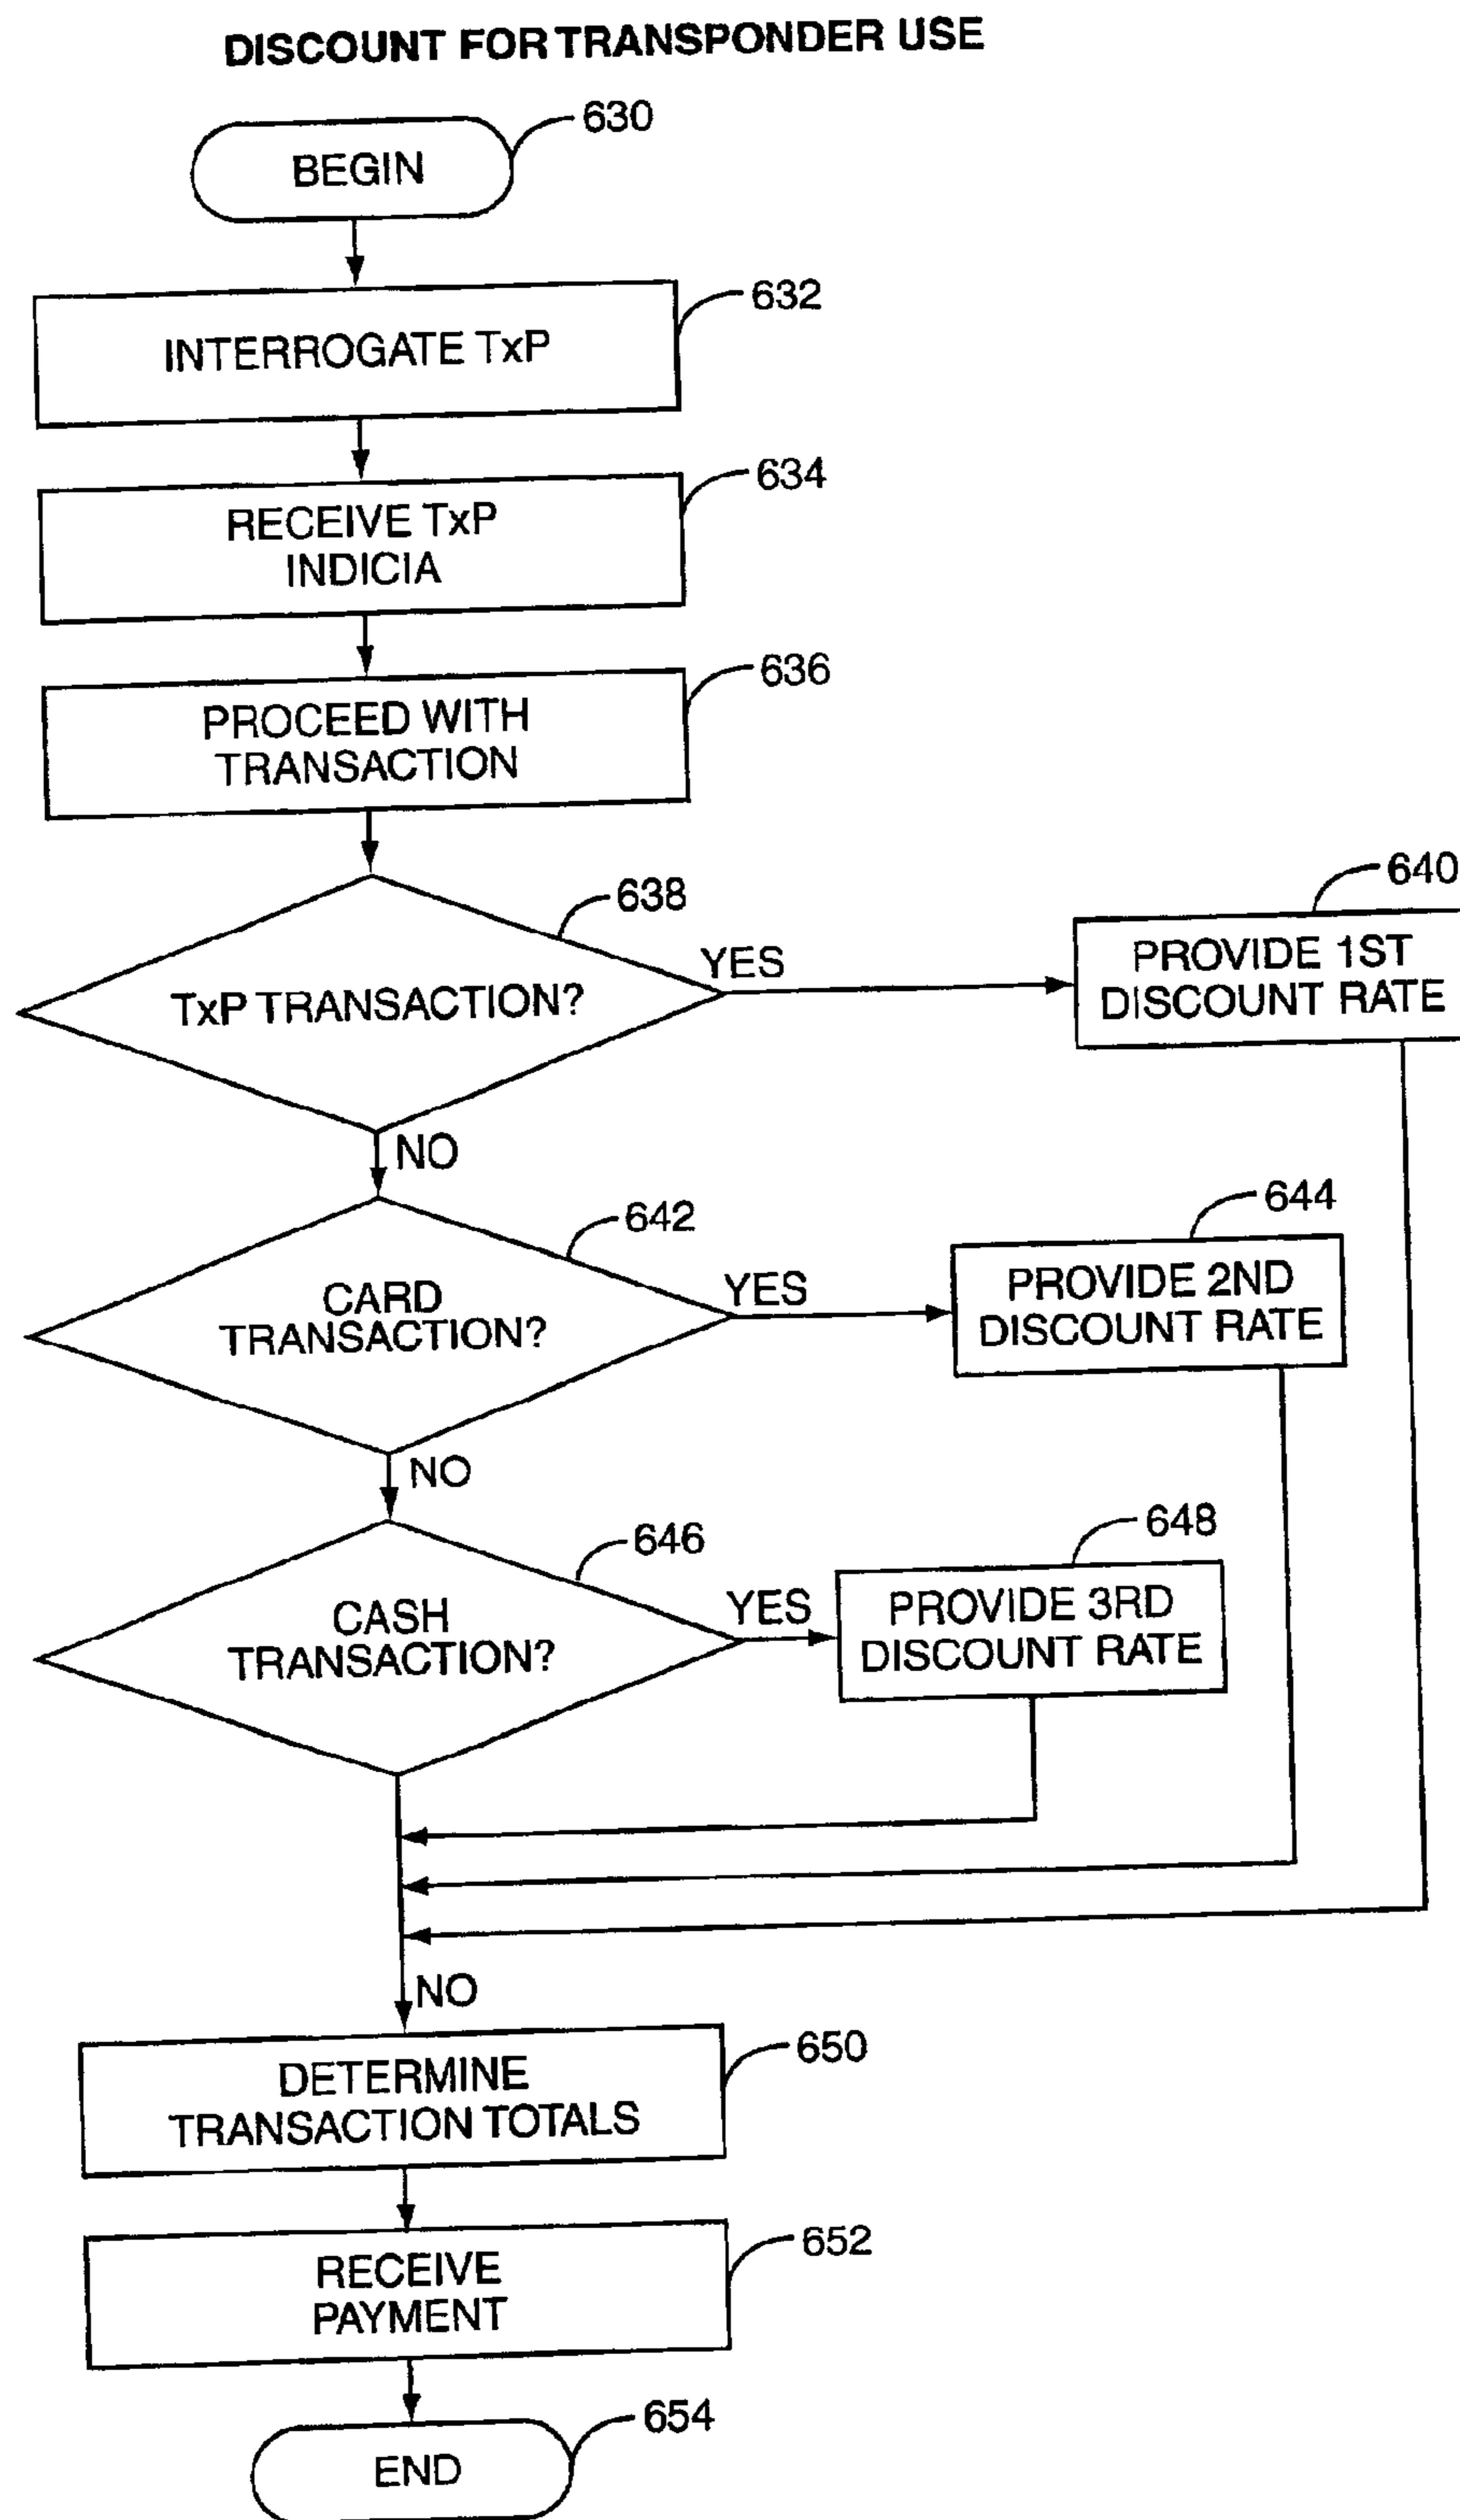 DISCOUNT FOR TRANSPONDER USE
BEGIN
630
INTERROGATE TxP
632
RECEIVE TxP
INDICIA
634
PROCEED WITH
TRANSACTION
636
TxP TRANSACTION?
638
YES
PROVIDE 1ST
DISCOUNT RATE
640
NO
CARD
TRANSACTION?
642
YES
PROVIDE 2ND
DISCOUNT RATE
644
NO
CASH
TRANSACTION?
646
YES
PROVIDE 3RD
DISCOUNT RATE
648
NO
DETERMINE
TRANSACTION TOTALS
650
RECEIVE
PAYMENT
652
END
654